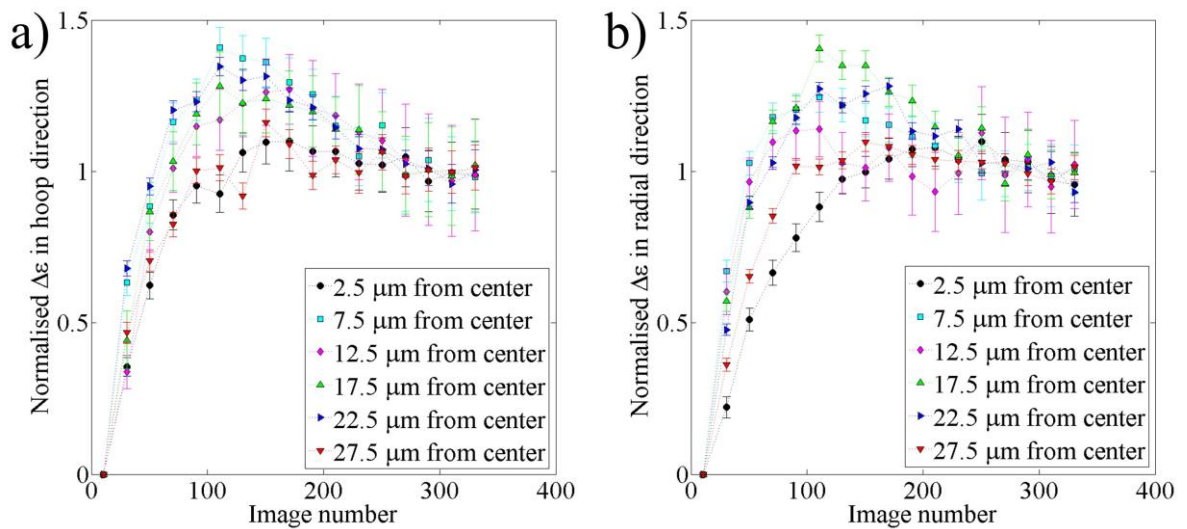 a)
1.5
1
0.5
0
Normalised Δε in hoop direction
2.5 μm from center
7.5 μm from center
12.5 μm from center
17.5 μm from center
22.5 μm from center
27.5 μm from center
0 100 200 300 400
Image number
b)
1.5
1
0.5
0
Normalised Δε in radial direction
2.5 μm from center
7.5 μm from center
12.5 μm from center
17.5 μm from center
22.5 μm from center
27.5 μm from center
0 100 200 300 400
Image number